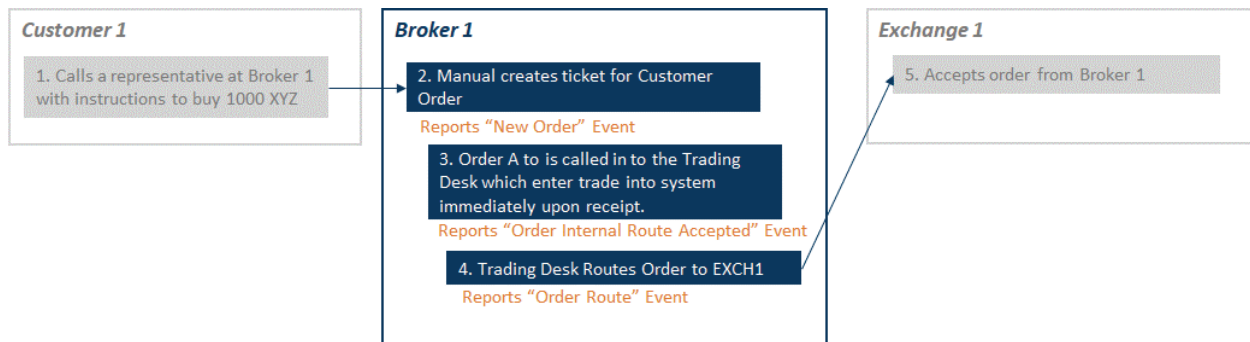 Customer 1
1. Calls a representative at Broker 1
with instructions to buy 1000 XYZ
Broker 1
2. Manual creates ticket for Customer
Order
Reports “New Order” Event
3. Order A to is called in to the Trading
Desk which enter trade into system
immediately upon receipt.
Reports “Order Internal Route Accepted” Event
4. Trading Desk Routes Order to EXCH1
Reports “Order Route” Event
Exchange 1
5. Accepts order from Broker 1